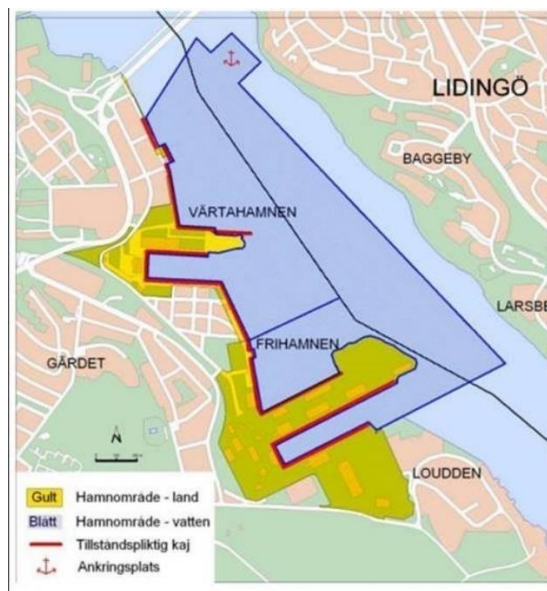 LIDINGÖ
BAGGEBY
VÄRTAHAMNEN
LARSBE
FRIHAMNEN
GÄRDET
N
LOUDDEN
Gult Hamnområde - land
Blått Hamnområde - vatten
Tillståndspliktig kaj
Ankringsplats